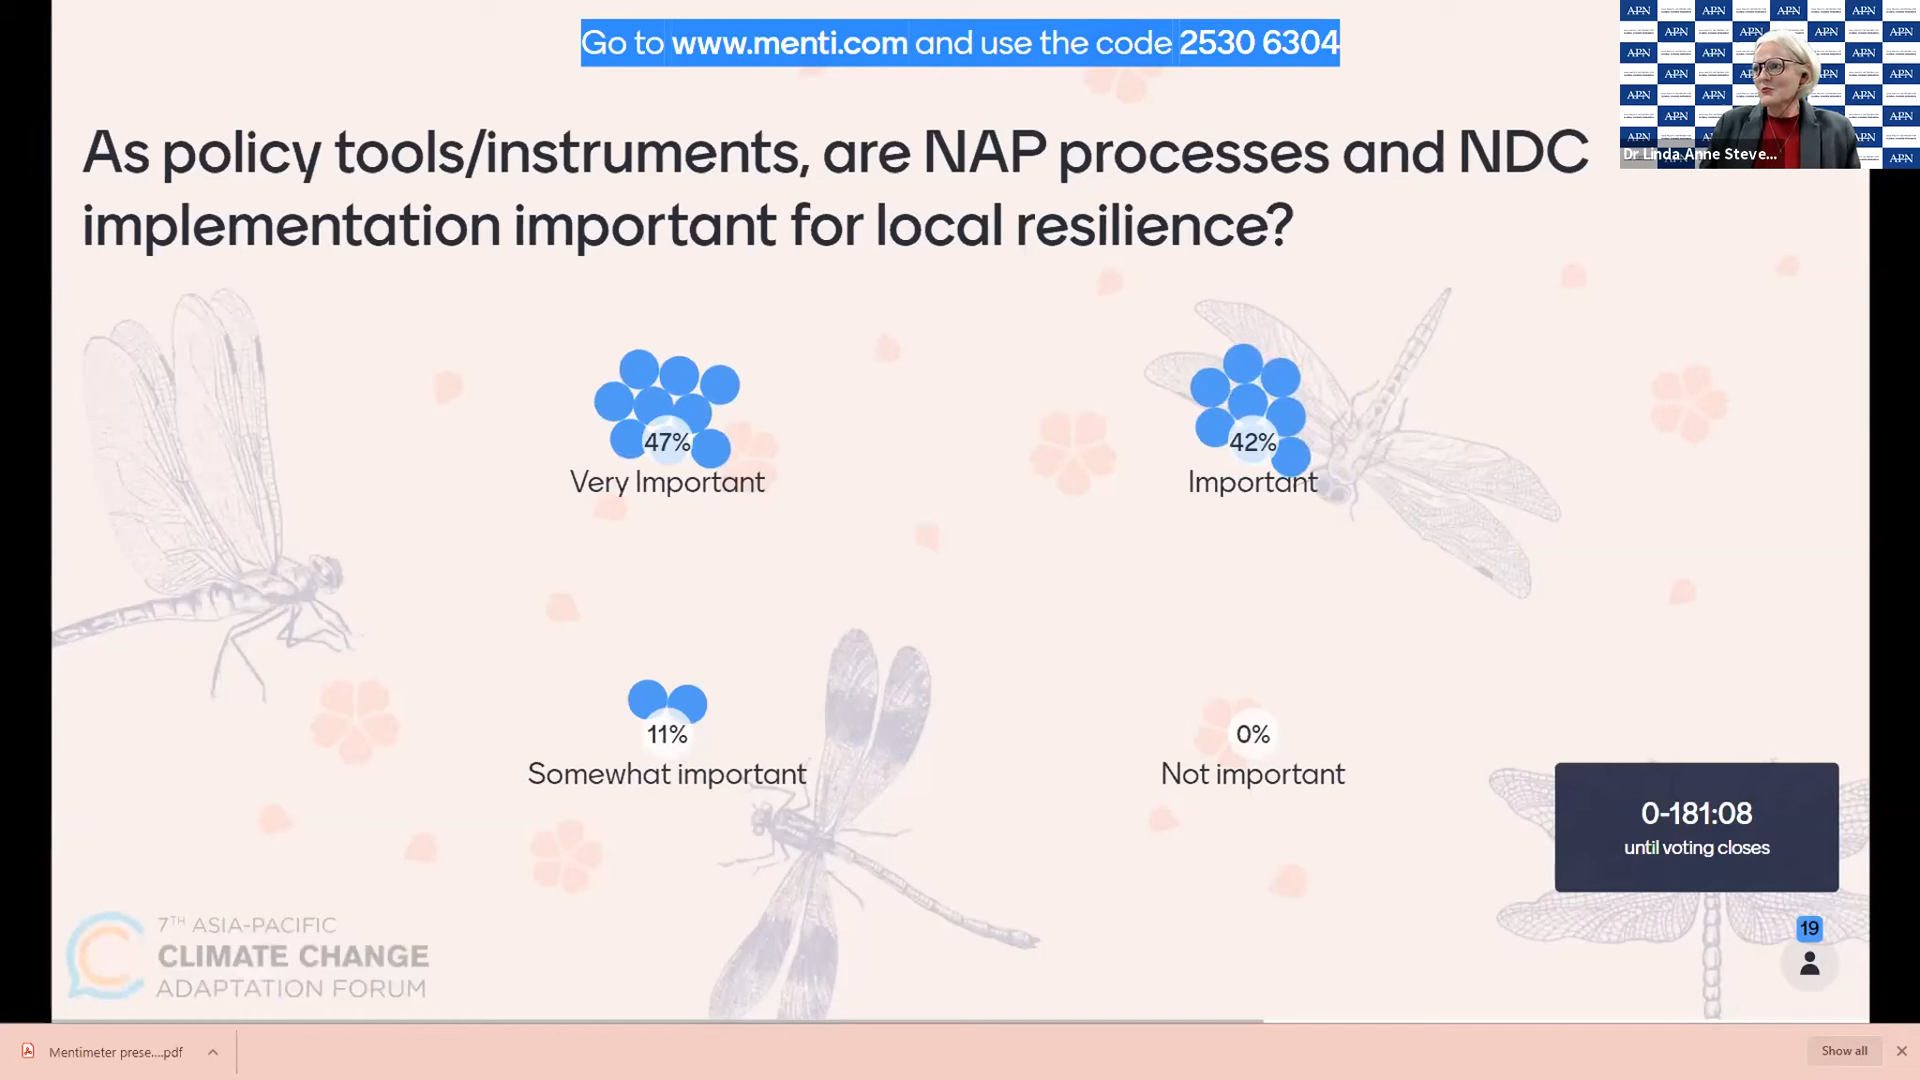 Go to www.menti.com and use the code 2530 6304
As policy tools/instruments, are NAP processes and NDC
implementation important for local resilience?
APN
Dr Linda Anne Steve...
47%
Very Important
42%
Important
11%
Somewhat important
0%
Not important
0-181:08
until voting closes
19
7TH ASIA-PACIFIC
CLIMATE CHANGE
ADAPTATION FORUM
Mentimeter prese....pdf
Show all